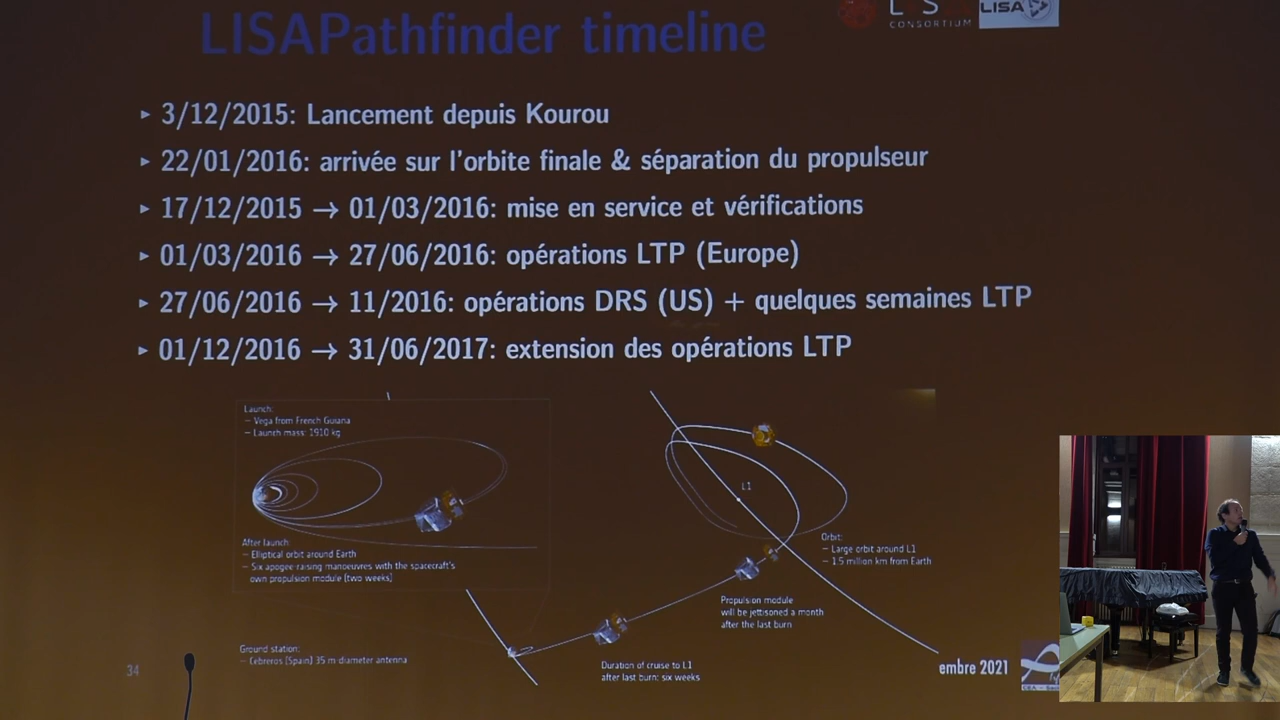 LISAPathfinder timeline
CONSORTIUM
LISA
▸ 3/12/2015: Lancement depuis Kourou
▸ 22/01/2016: arrivée sur l'orbite finale & séparation du propulseur
▸ 17/12/2015 → 01/03/2016: mise en service et vérifications
▸ 01/03/2016 → 27/06/2016: opérations LTP (Europe)
▸ 27/06/2016 → 11/2016: opérations DRS (US) + quelques semaines LTP
▸ 01/12/2016 → 31/06/2017: extension des opérations LTP
Launch:
– Vega from French Guiana
– Launch mass: 1910 kg
After launch:
– Elliptical orbit around Earth
– Six apogee-raising manoeuvres with the spacecraft's
own propulsion module (two weeks)
L1
Orbit:
– Large orbit around L1
– 1.5 million km from Earth
Propulsion module
will be jettisoned a month
after the last burn
Ground station:
– Cebreros (Spain) 35 m-diameter antenna
Duration of cruise to L1
after last burn: six weeks
34
embre 2021